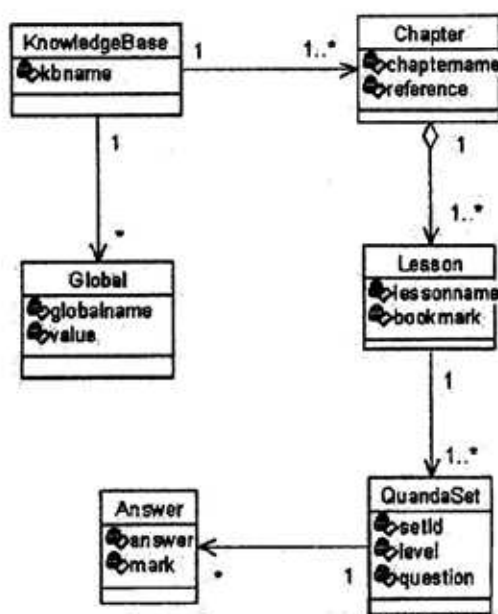 KnowledgeBase
kbname
1
1..*
Chapter
chaptername
reference
1
1
1..*
*
Global
globalname
value
Lesson
lessonname
bookmark
1
1..*
QuandaSet
setId
level
question
Answer
answer
mark
*
1